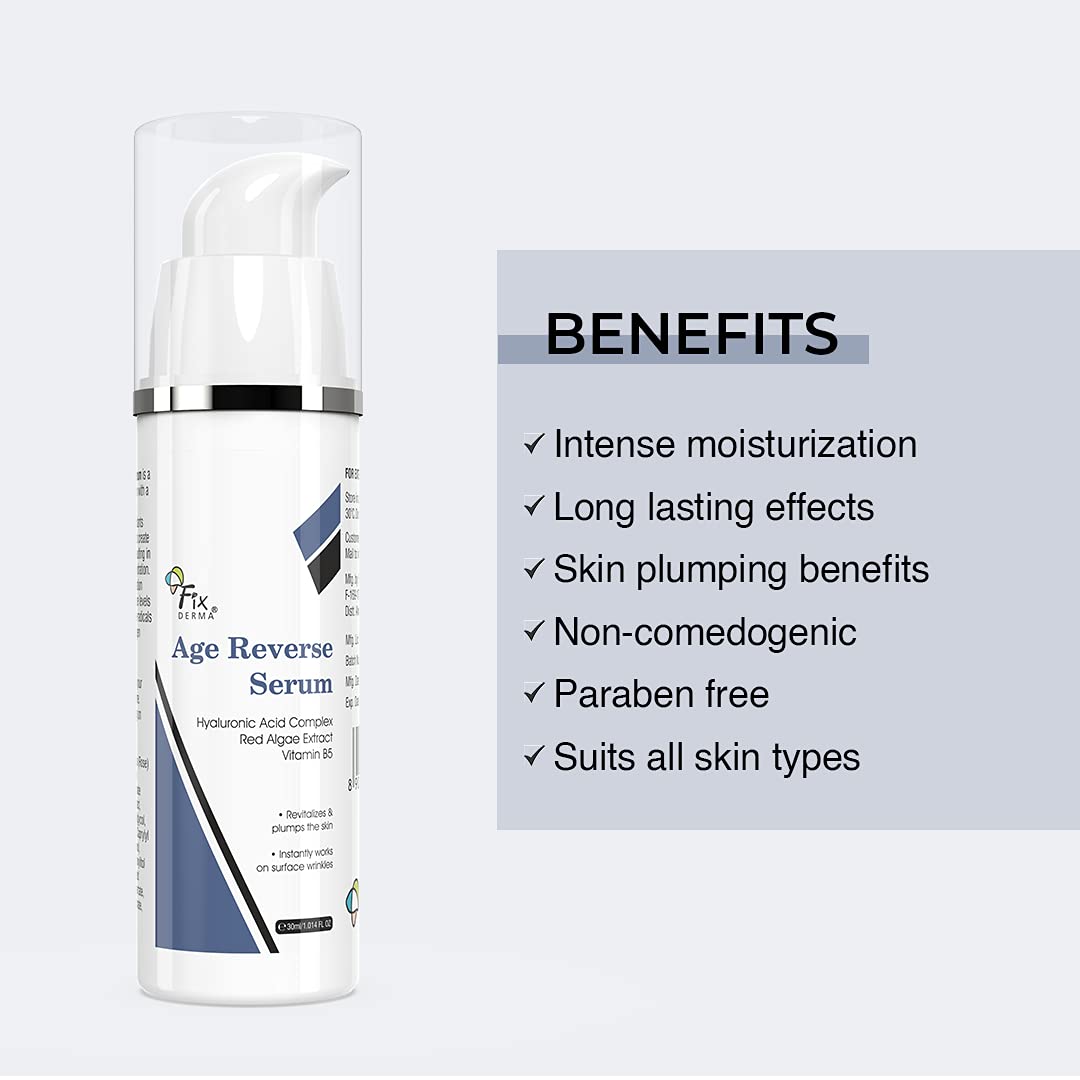 Fix
DERMA®
Age Reverse
Serum
Hyaluronic Acid Complex
Red Algae Extract
Vitamin B5
• Revitalizes &
plumps the skin
• Instantly works
on surface wrinkles
℮ 30ml/1.014 FL OZ
BENEFITS
✓ Intense moisturization
✓ Long lasting effects
✓ Skin plumping benefits
✓ Non-comedogenic
✓ Paraben free
✓ Suits all skin types